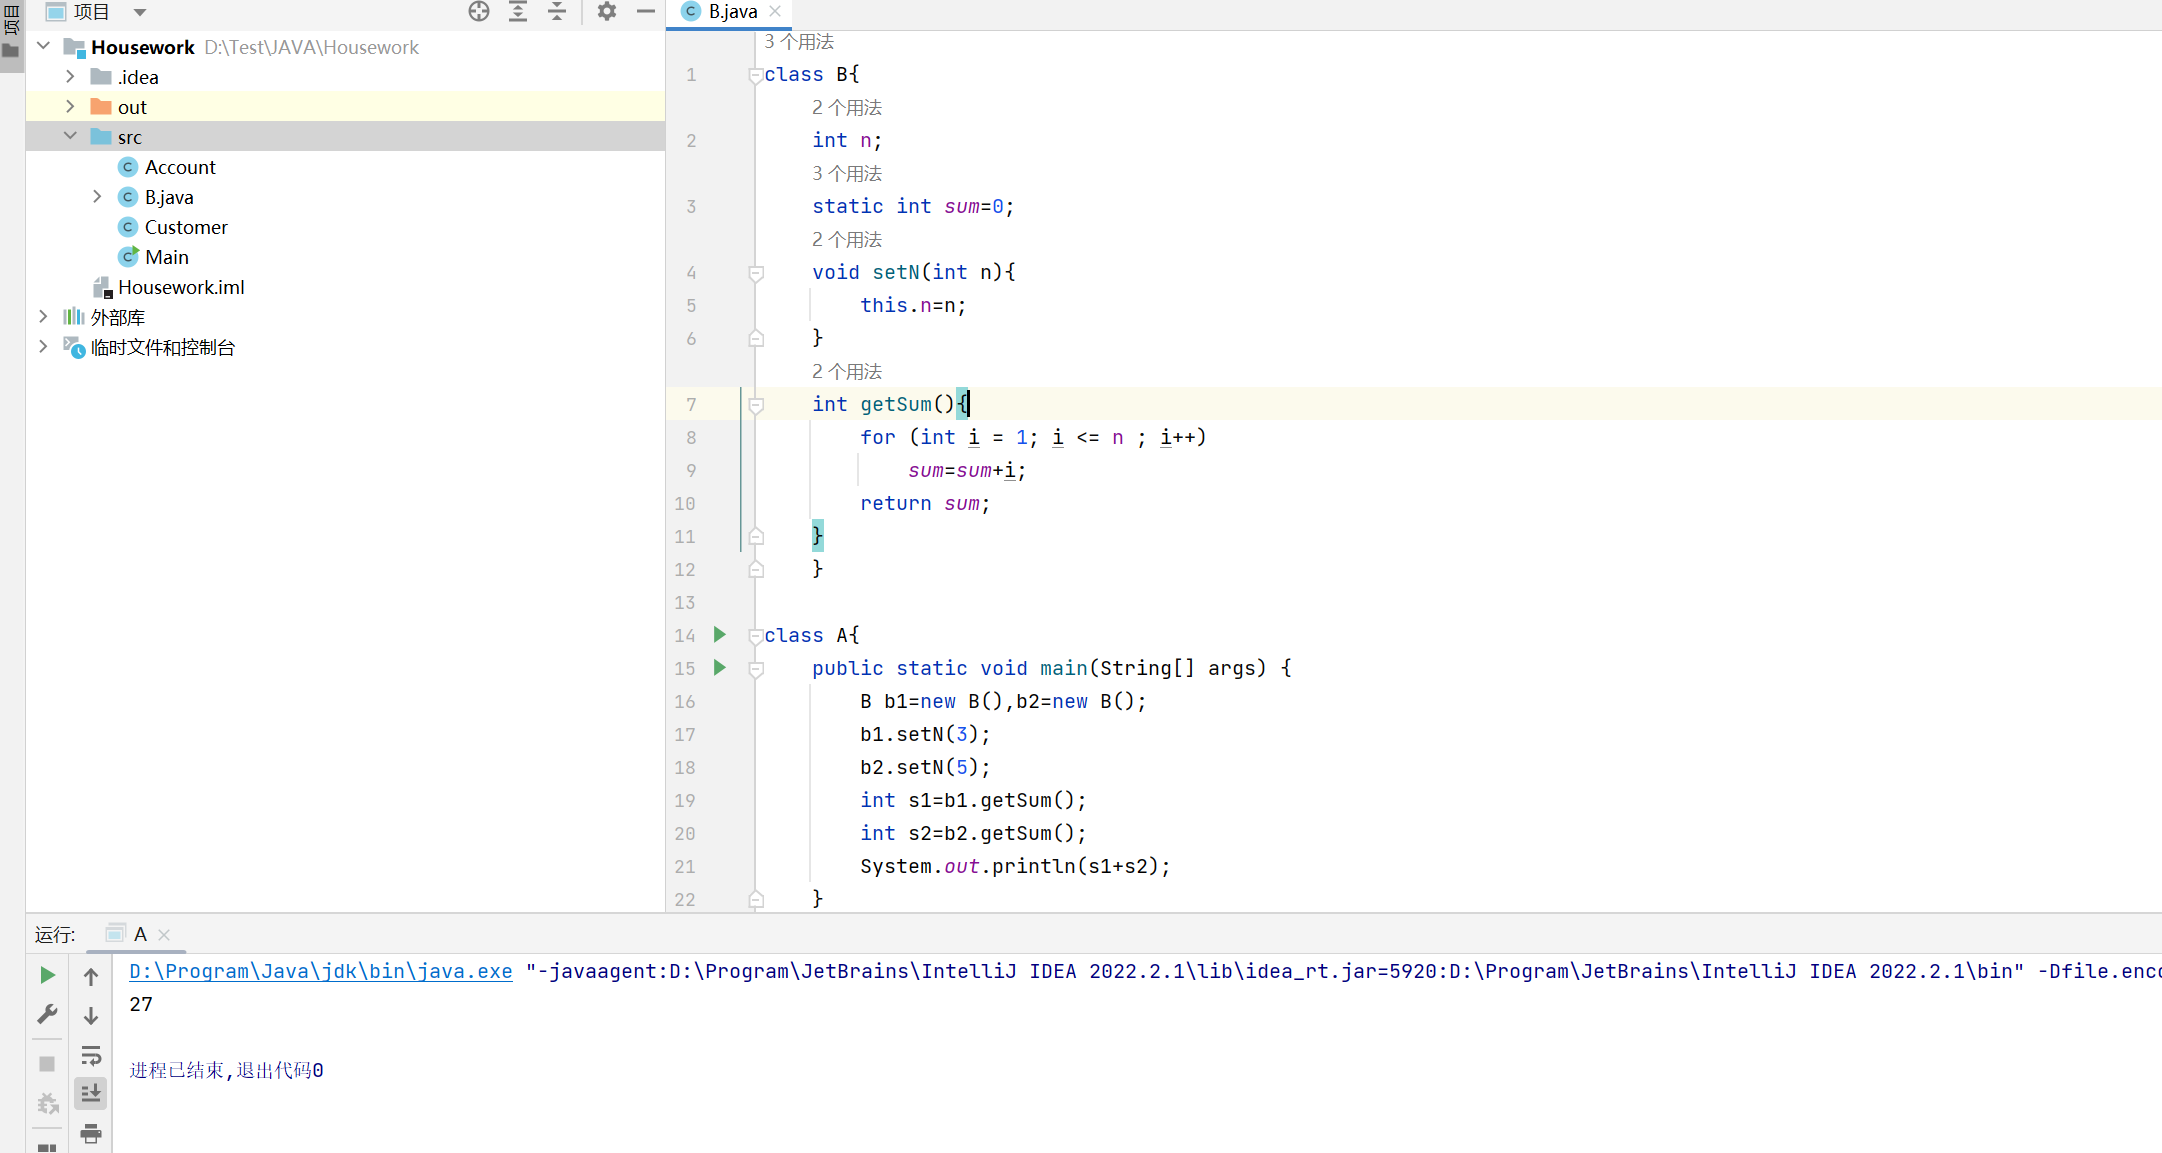 项目
项目
Housework D:\Test\JAVA\Housework
.idea
out
src
Account
B.java
Customer
Main
Housework.iml
外部库
临时文件和控制台
B.java
3 个用法
1 class B{
2 个用法
2 int n;
3 个用法
3 static int sum=0;
2 个用法
4 void setN(int n){
5 this.n=n;
6 }
2 个用法
7 int getSum(){
8 for (int i = 1; i <= n ; i++)
9 sum=sum+i;
10 return sum;
11 }
12 }
13
14 class A{
15 public static void main(String[] args) {
16 B b1=new B(),b2=new B();
17 b1.setN(3);
18 b2.setN(5);
19 int s1=b1.getSum();
20 int s2=b2.getSum();
21 System.out.println(s1+s2);
22 }
运行: A
D:\Program\Java\jdk\bin\java.exe "-javaagent:D:\Program\JetBrains\IntelliJ IDEA 2022.2.1\lib\idea_rt.jar=5920:D:\Program\JetBrains\IntelliJ IDEA 2022.2.1\bin" -Dfile.enc
27
进程已结束,退出代码0